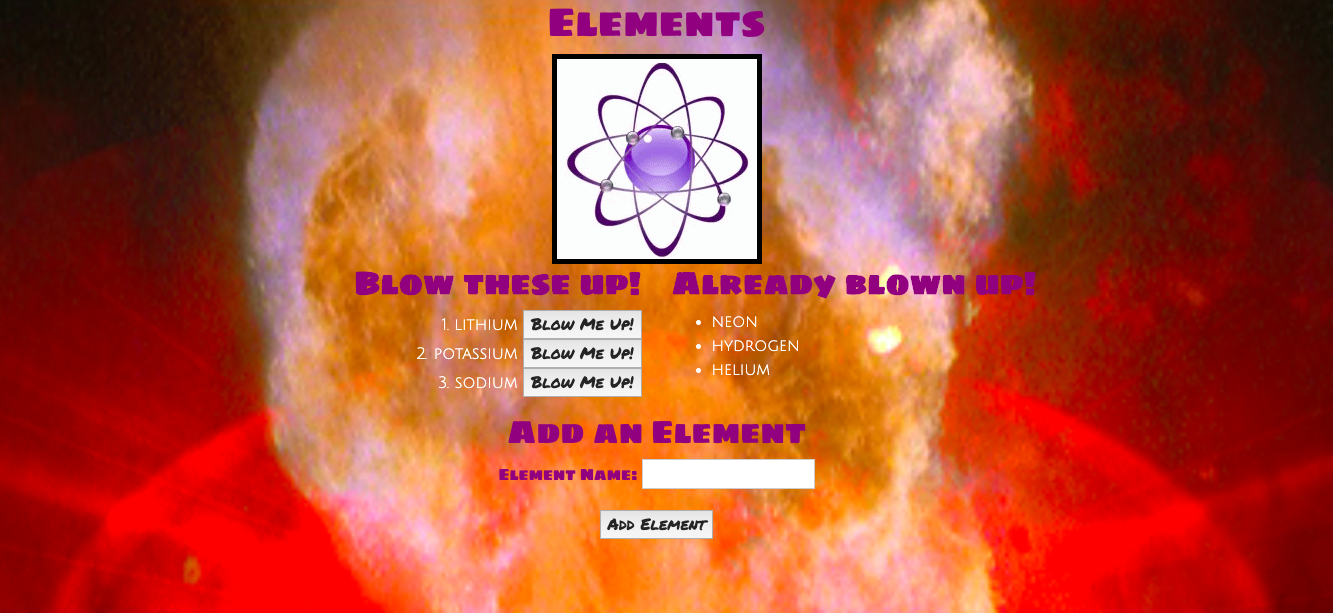 Elements
Blow these up!
1. LITHIUM Blow Me Up!
2. POTASSIUM Blow Me Up!
3. SODIUM Blow Me Up!
Already blown up!
• NEON
• HYDROGEN
• HELIUM
Add an Element
Element Name:
Add Element